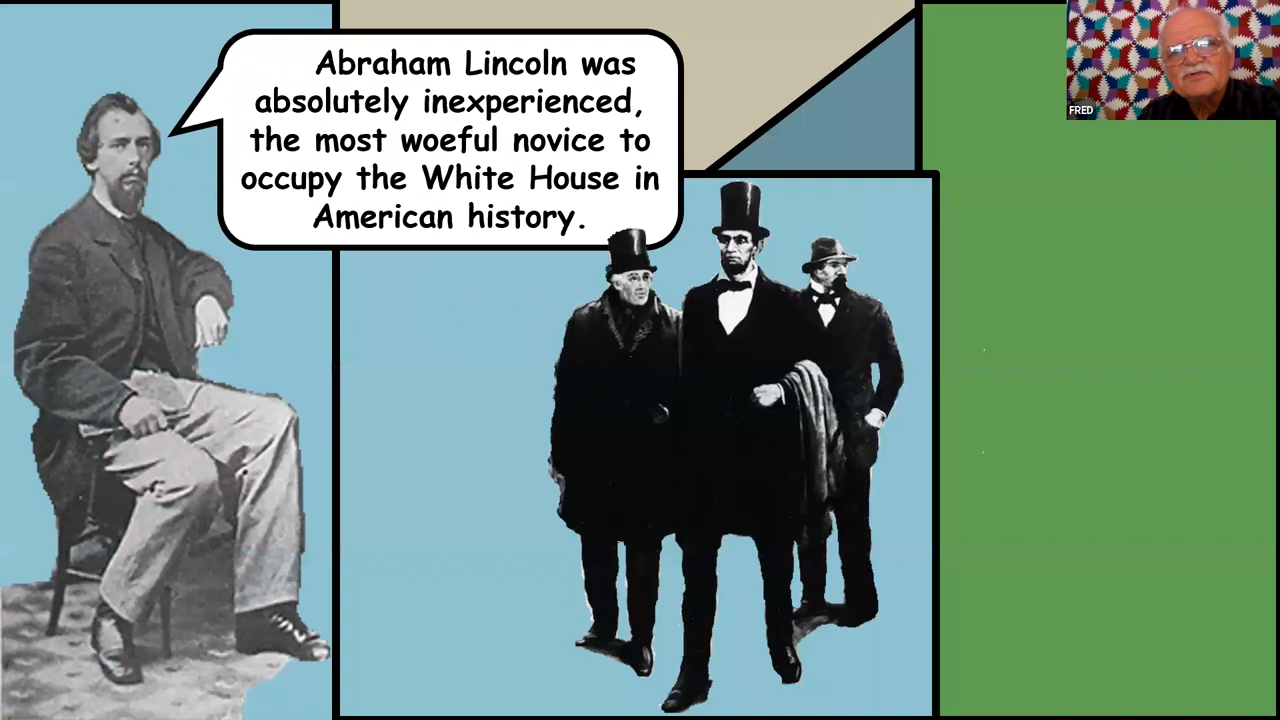 Abraham Lincoln was
absolutely inexperienced,
the most woeful novice to
occupy the White House in
American history.
FRED